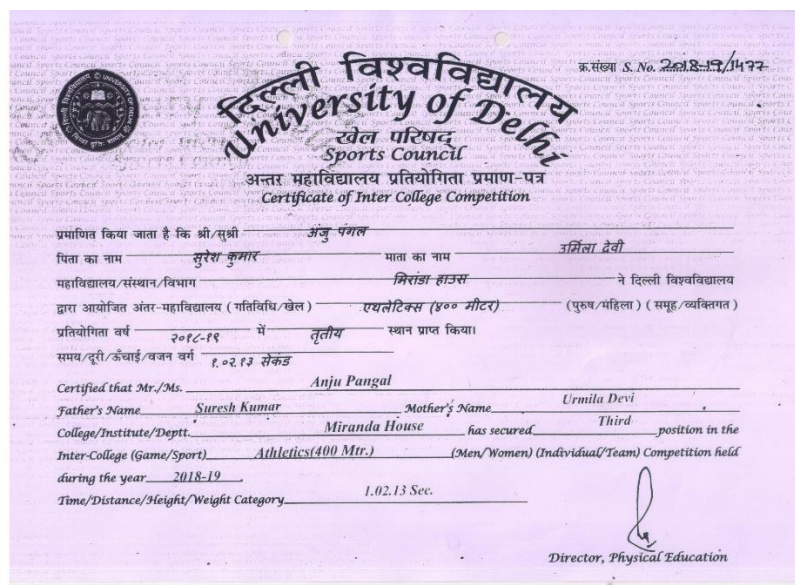 क्र.संख्या S. No. 2018-19/1477
दिल्ली विश्वविद्यालय
University of Delhi
खेल परिषद्
Sports Council
अन्तर महाविद्यालय प्रतियोगिता प्रमाण-पत्र
Certificate of Inter College Competition
प्रमाणित किया जाता है कि श्री/सुश्री अंजु पंगल
पिता का नाम सुरेश कुमार माता का नाम उर्मिला देवी
महाविद्यालय/संस्थान/विभाग मिरांडा हाउस ने दिल्ली विश्वविद्यालय
द्वारा आयोजित अंतर-महाविद्यालय (गतिविधि/खेल) एथलेटिक्स (४०० मीटर) (पुरुष/महिला) (समूह/व्यक्तिगत)
प्रतियोगिता वर्ष २०१८-१९ में तृतीय स्थान प्राप्त किया।
समय/दूरी/ऊँचाई/वजन वर्ग १.०२.१३ सेकंड
Certified that Mr./Ms. Anju Pangal
Father's Name Suresh Kumar Mother's Name Urmila Devi
College/Institute/Deptt. Miranda House has secured Third position in the
Inter-College (Game/Sport) Athletics(400 Mtr.) (Men/Women) (Individual/Team) Competition held
during the year 2018-19
Time/Distance/Height/Weight Category 1.02.13 Sec.
Director, Physical Education